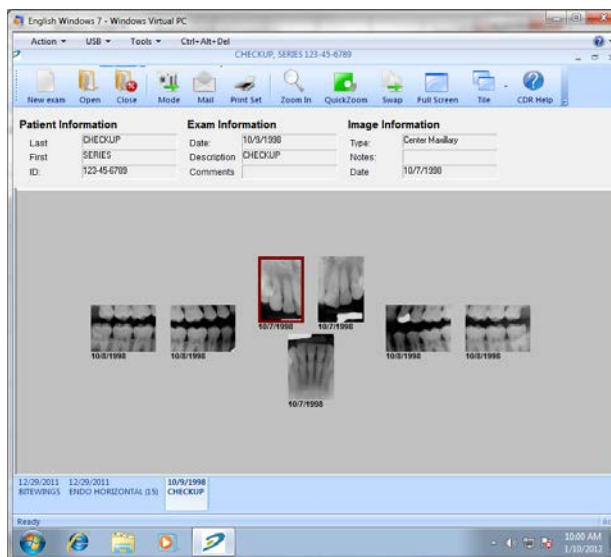 English Windows 7 - Windows Virtual PC
Action USB Tools Ctrl+Alt+Del
CHECKUP, SERIES 123-45-6789
New exam Open Close Mode Mail Print Set Zoom In QuickZoom Swap Full Screen Tile CDR Help
Patient Information Exam Information Image Information
Last CHECKUP Date: 10/9/1998 Type: Center Maxillary
First SERIES Description CHECKUP Notes:
ID: 123-45-6789 Comments Date 10/7/1998
10/7/1998 10/7/1998
10/8/1998 10/8/1998 10/8/1998 10/8/1998
10/7/1998
12/29/2011 12/29/2011 10/9/1998
BITEWINGS ENDO HORIZONTAL (15) CHECKUP
Ready
10:00 AM
1/10/2012